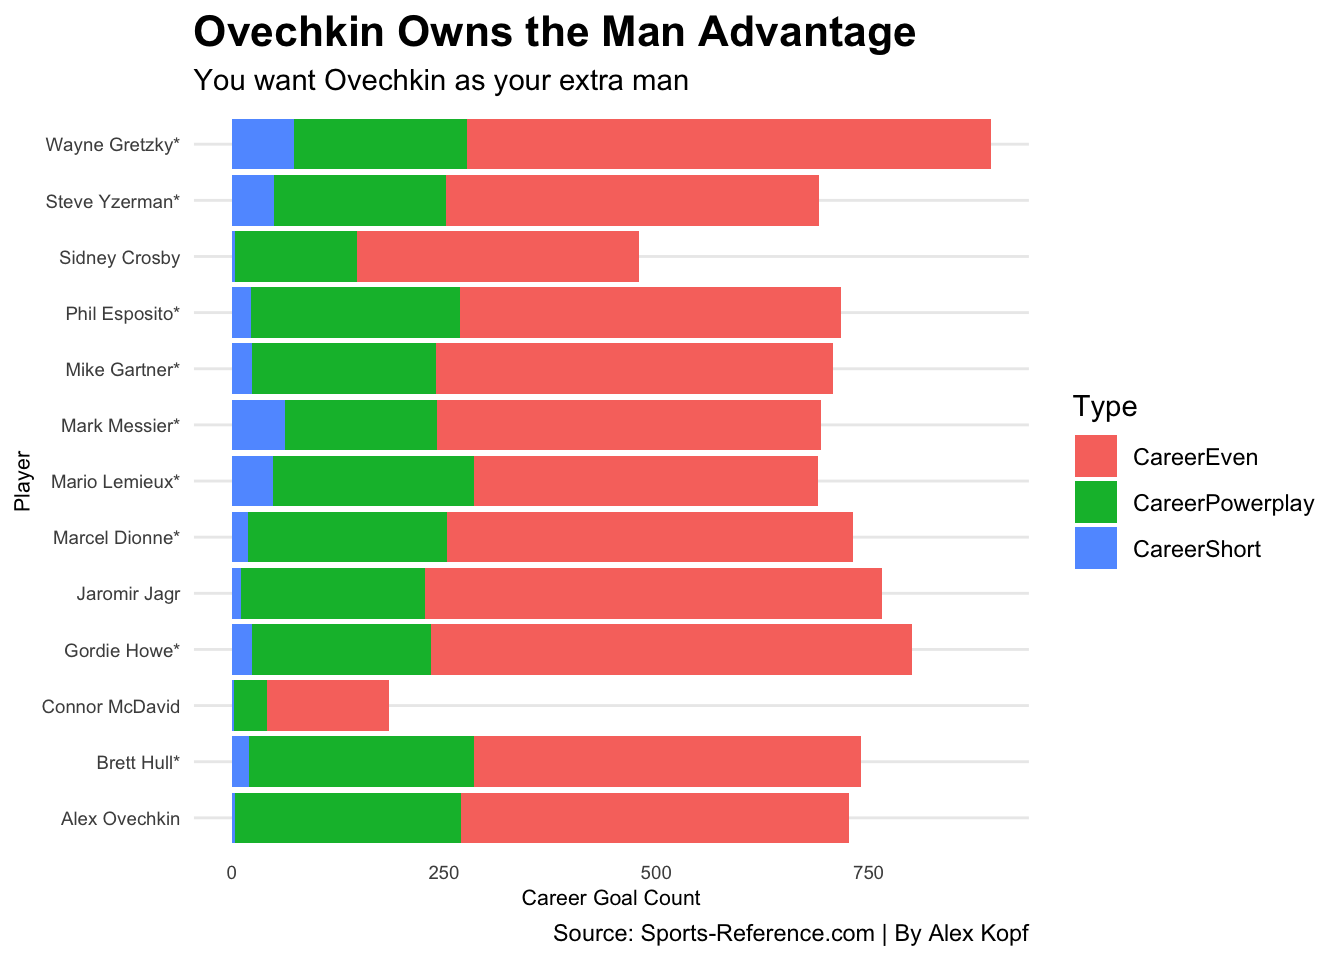 Ovechkin Owns the Man Advantage
You want Ovechkin as your extra man
Wayne Gretzky*
Steve Yzerman*
Sidney Crosby
Phil Esposito*
Mike Gartner*
Mark Messier*
Mario Lemieux*
Marcel Dionne*
Jaromir Jagr
Gordie Howe*
Connor McDavid
Brett Hull*
Alex Ovechkin
Player
0 250 500 750
Career Goal Count
Type
CareerEven
CareerPowerplay
CareerShort
Source: Sports-Reference.com | By Alex Kopf